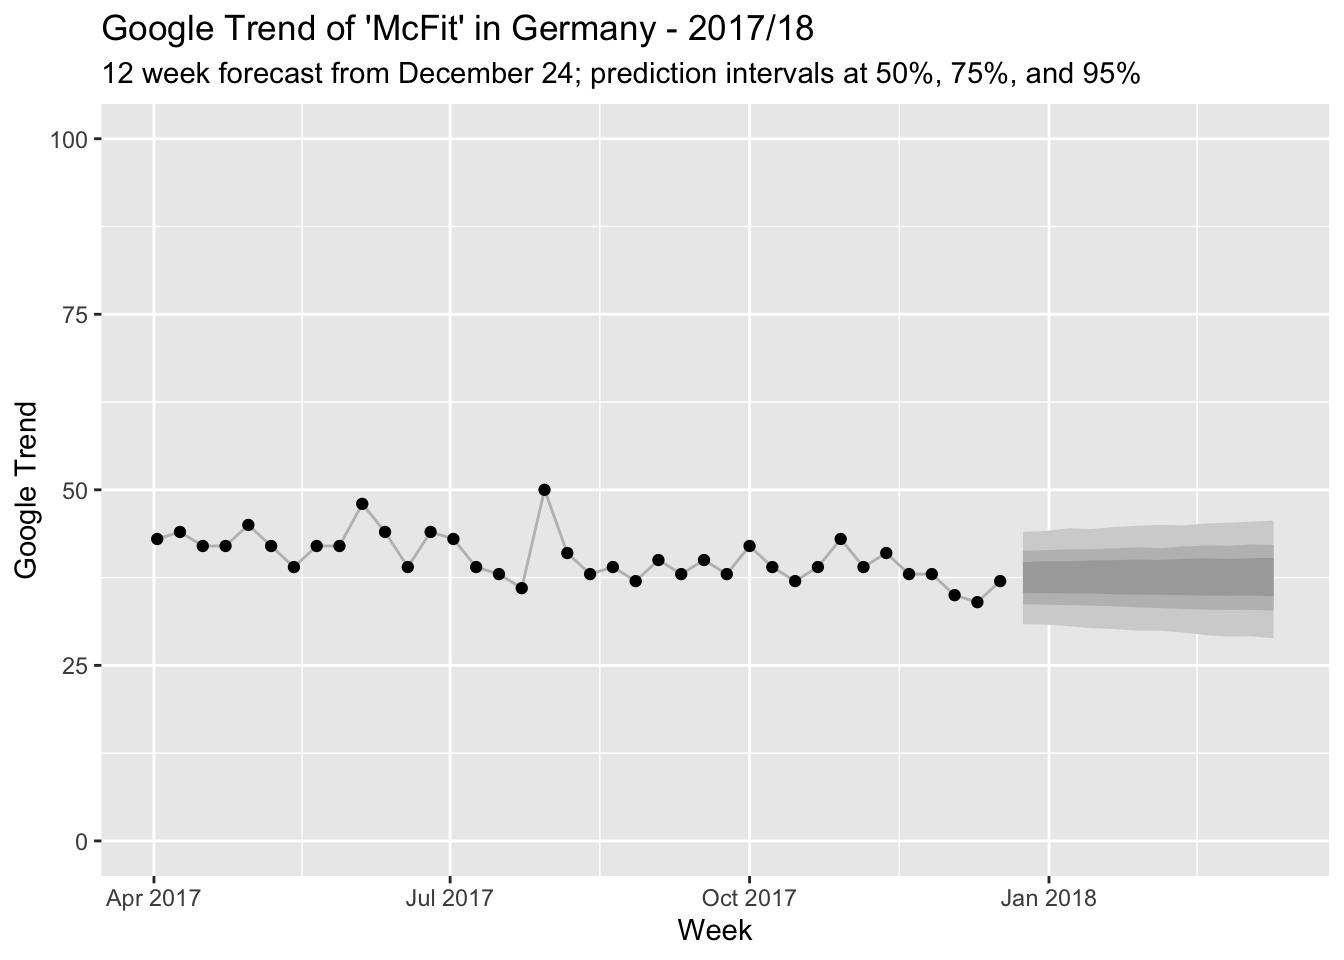 Google Trend of 'McFit' in Germany - 2017/18
12 week forecast from December 24; prediction intervals at 50%, 75%, and 95%
100
75
50
25
0
Google Trend
Apr 2017
Jul 2017
Oct 2017
Jan 2018
Week